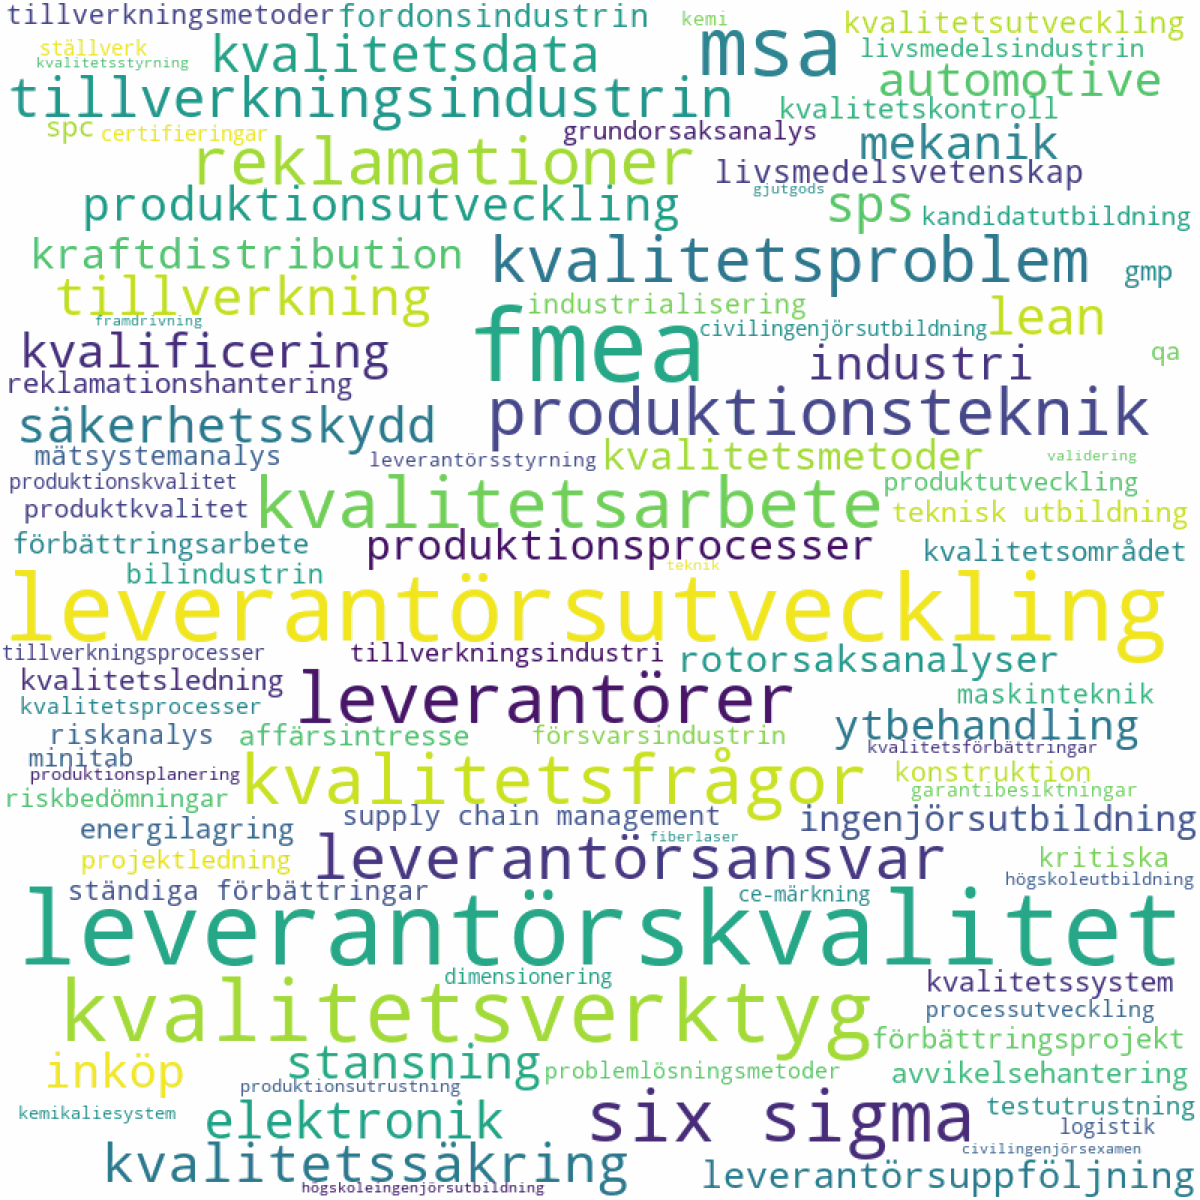 tillverkningsmetoder fordonsindustrin kemi kvalitetsutveckling
ställverk kvalitetsdata msa livsmedelsindustrin
kvalitetsstyrning automotive
tillverkningsindustrin kvalitetskontroll
spc certifieringar grundorsaksanalys mekanik
reklamationer livsmedelsvetenskap
gjutgods
produktionsutveckling sps kandidatutbildning
kraftdistribution kvalitetsproblem gmp
tillverkning industrialisering lean
framdrivning fmea civilingenjörsutbildning
kvalificering industri qa
reklamationshantering
säkerhetsskydd produktionsteknik
mätsystemanalys leverantörsstyrning kvalitetsmetoder validering
produktionskvalitet kvalitetsarbete produktutveckling
produktkvalitet teknisk utbildning
förbättringsarbete produktionsprocesser kvalitetsområdet
bilindustrin teknik
leverantörsutveckling
tillverkningsprocesser tillverkningsindustri rotorsaksanalyser
kvalitetsledning leverantörer maskinteknik
kvalitetsprocesser ytbehandling
riskanalys affärsintresse försvarsindustrin kvalitetsförbättringar
minitab
produktionsplanering kvalitetsfrågor konstruktion
riskbedömningar garantibesiktningar
energilagring supply chain management ingenjörsutbildning
fiberlaser
projektledning leverantörsansvar kritiska
ständiga förbättringar ce-märkning högskoleutbildning
leverantörskvalitet
dimensionering kvalitetssystem
kvalitetsverktyg processutveckling
förbättringsprojekt
inköp stansning problemlösningsmetoder avvikelsehantering
produktionsutrustning
kemikaliesystem elektronik six sigma testutrustning
logistik
civilingenjörsexamen
kvalitetssäkring leverantörsuppföljning
högskoleingenjörsutbildning